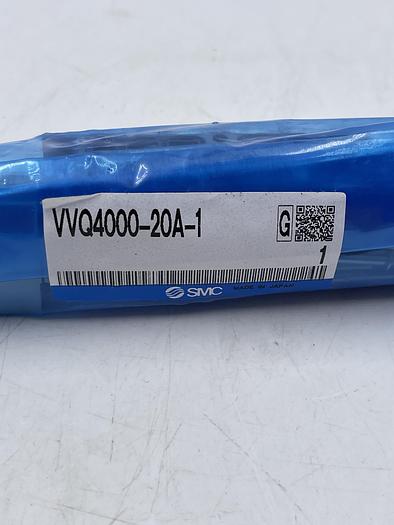 VVQ4000-20A-1
G
1
SMC MADE IN JAPAN